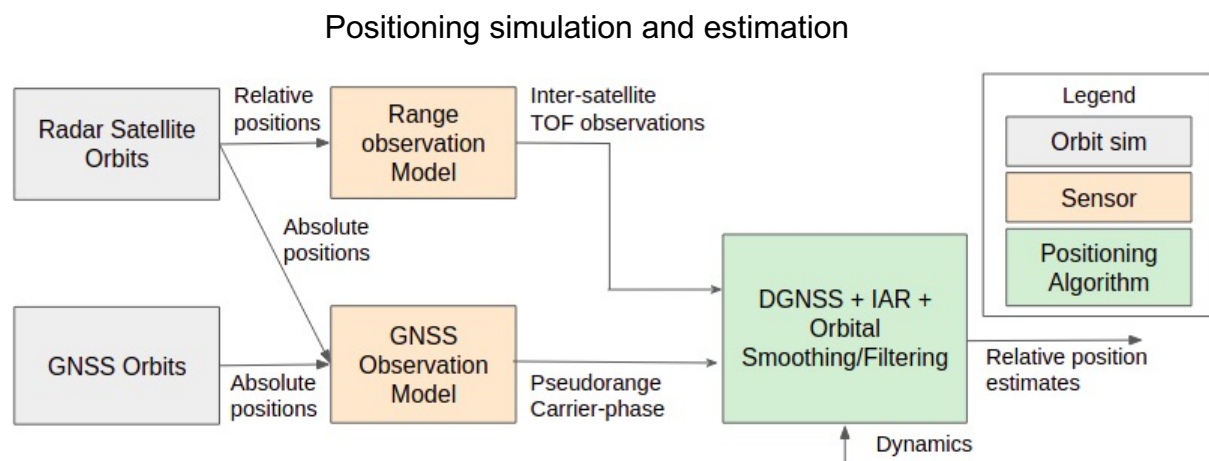 Positioning simulation and estimation
Radar Satellite
Orbits
Relative
positions
Range
observation
Model
Inter-satellite
TOF observations
Absolute
positions
GNSS Orbits
Absolute
positions
GNSS
Observation
Model
Pseudorange
Carrier-phase
DGNSS + IAR +
Orbital
Smoothing/Filtering
Dynamics
Relative position
estimates
Legend
Orbit sim
Sensor
Positioning
Algorithm